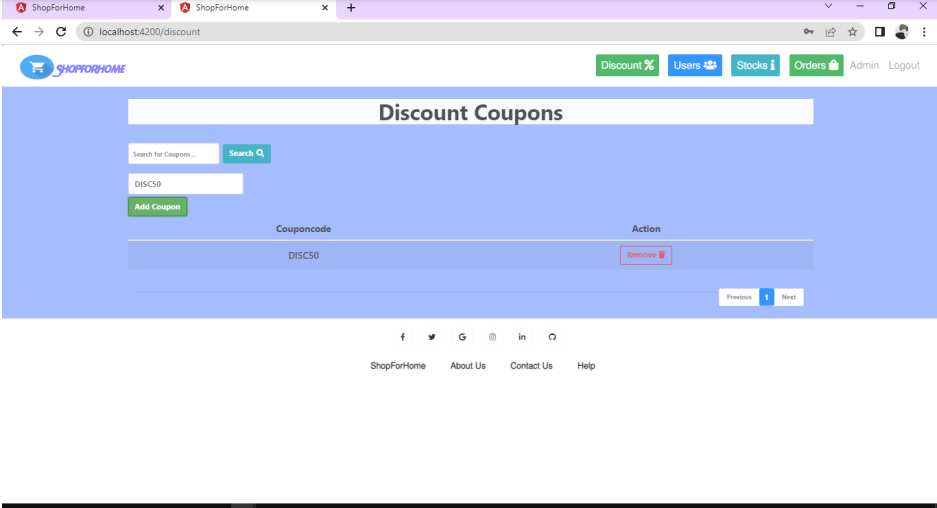 ShopForHome
ShopForHome
localhost:4200/discount
SHOPFORHOME
Discount %
Users
Stocks
Orders
Admin
Logout
Discount Coupons
Search for Coupons ...
Search
DISC50
Add Coupon
Couponcode
Action
DISC50
Remove
Previous
1
Next
ShopForHome
About Us
Contact Us
Help